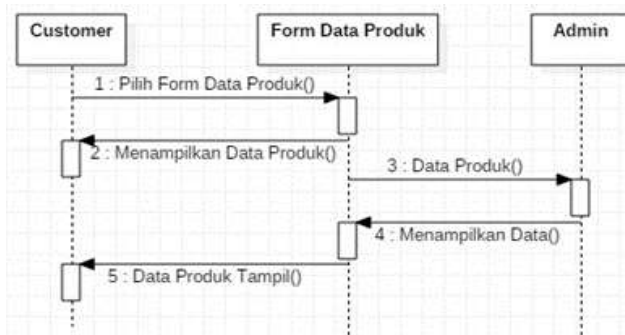 Customer
Form Data Produk
Admin
1 : Pilih Form Data Produk()
2 : Menampilkan Data Produk()
3 : Data Produk()
4 : Menampilkan Data()
5 : Data Produk Tampil()